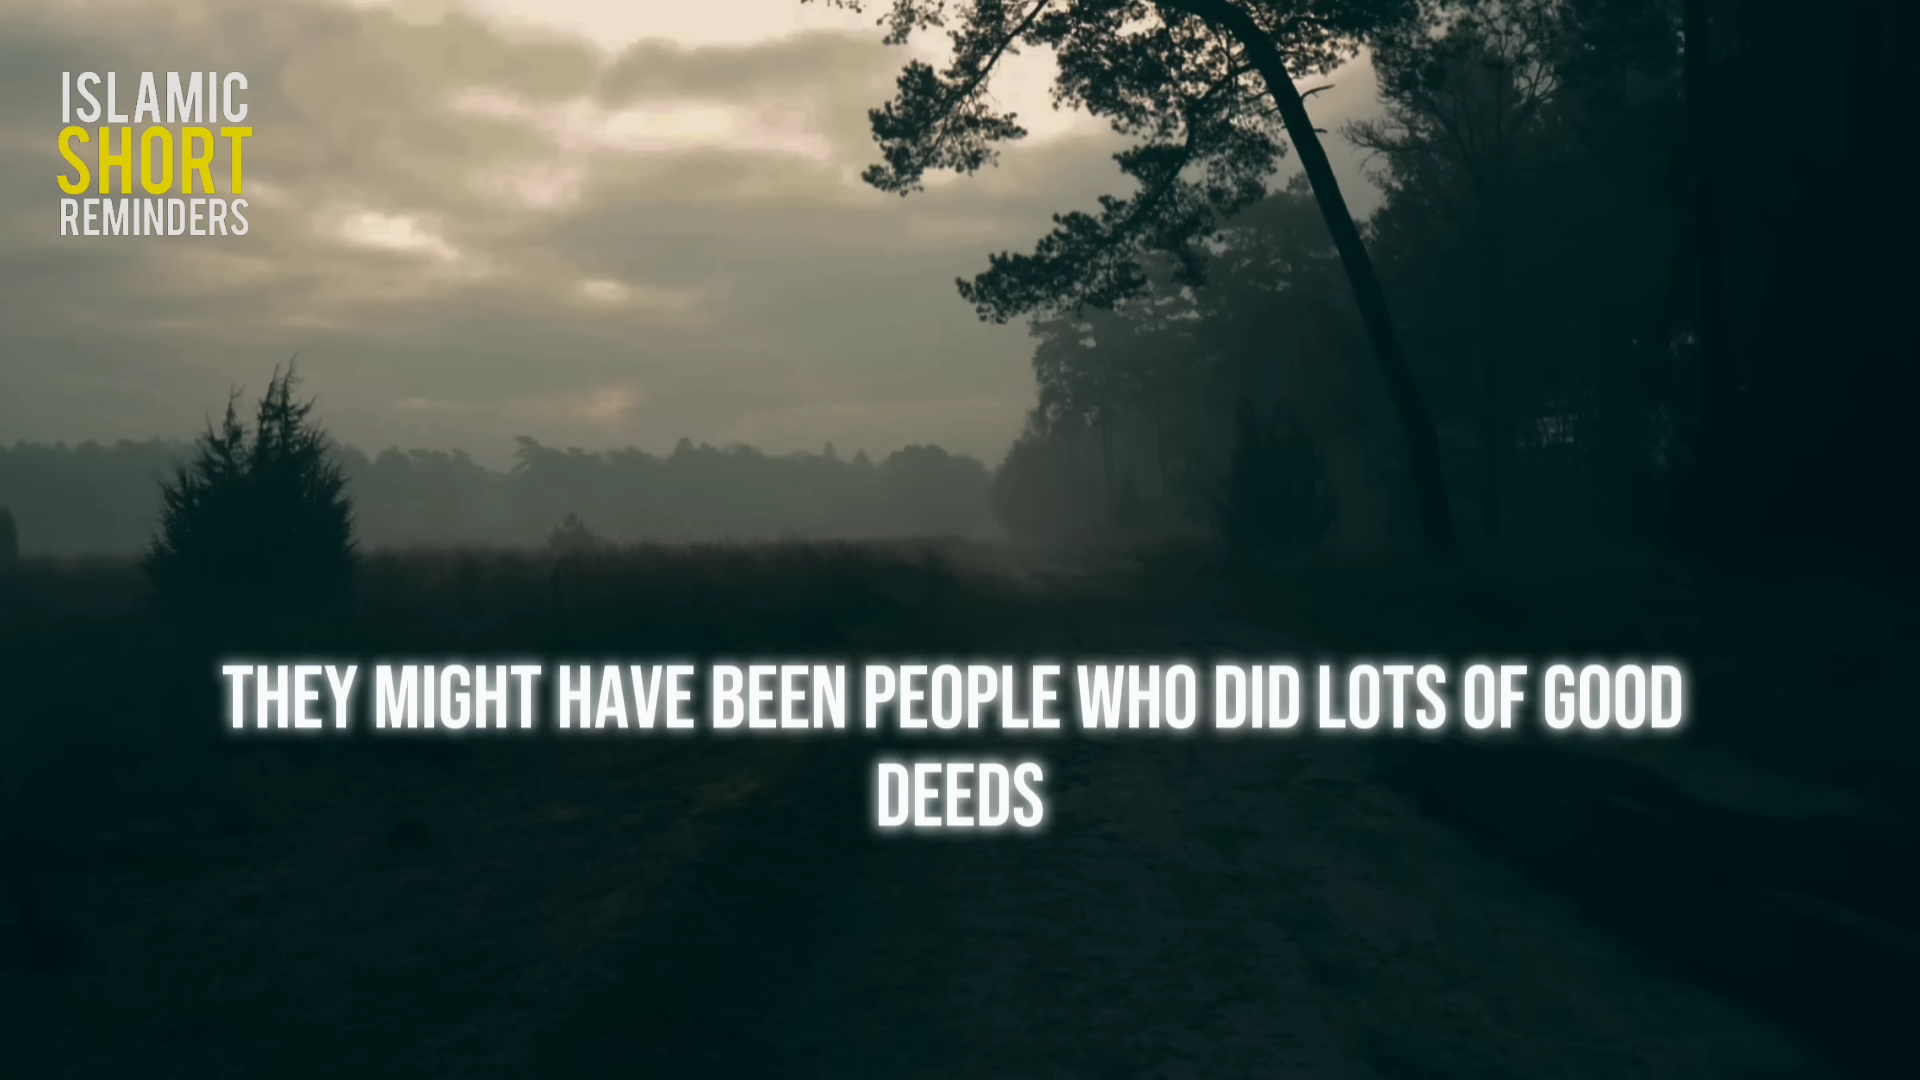 ISLAMIC
SHORT
REMINDERS
THEY MIGHT HAVE BEEN PEOPLE WHO DID LOTS OF GOOD
DEEDS